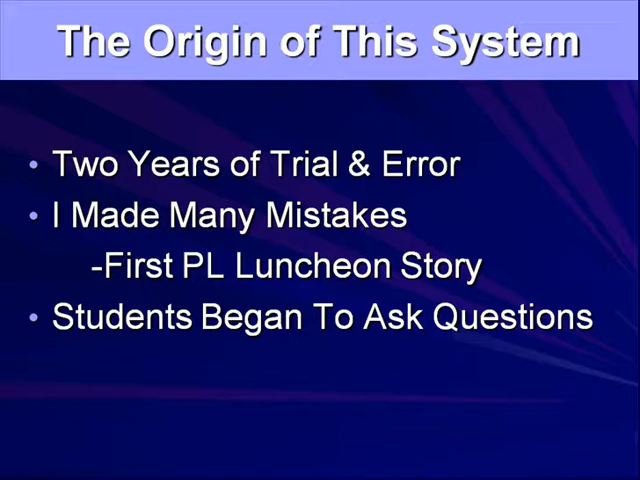 The Origin of This System
• Two Years of Trial & Error
• I Made Many Mistakes
-First PL Luncheon Story
• Students Began To Ask Questions